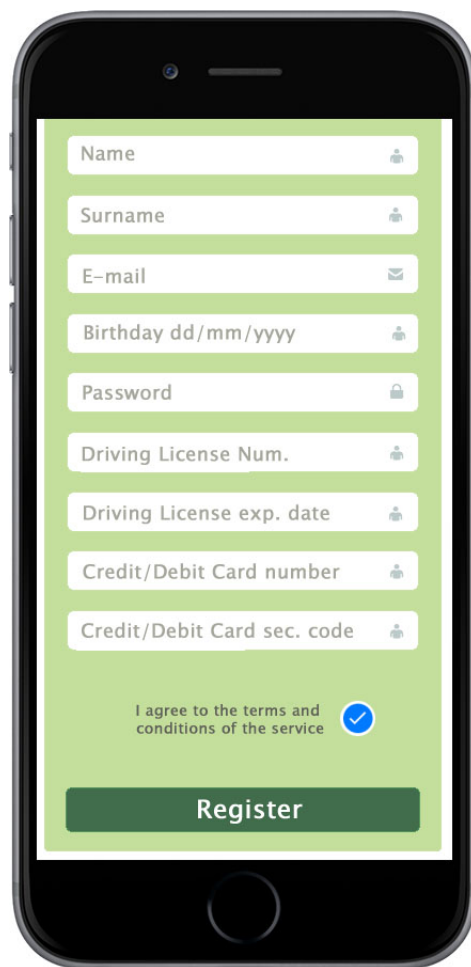 Name
Surname
E-mail
Birthday dd/mm/yyyy
Password
Driving License Num.
Driving License exp. date
Credit/Debit Card number
Credit/Debit Card sec. code
I agree to the terms and
conditions of the service
Register